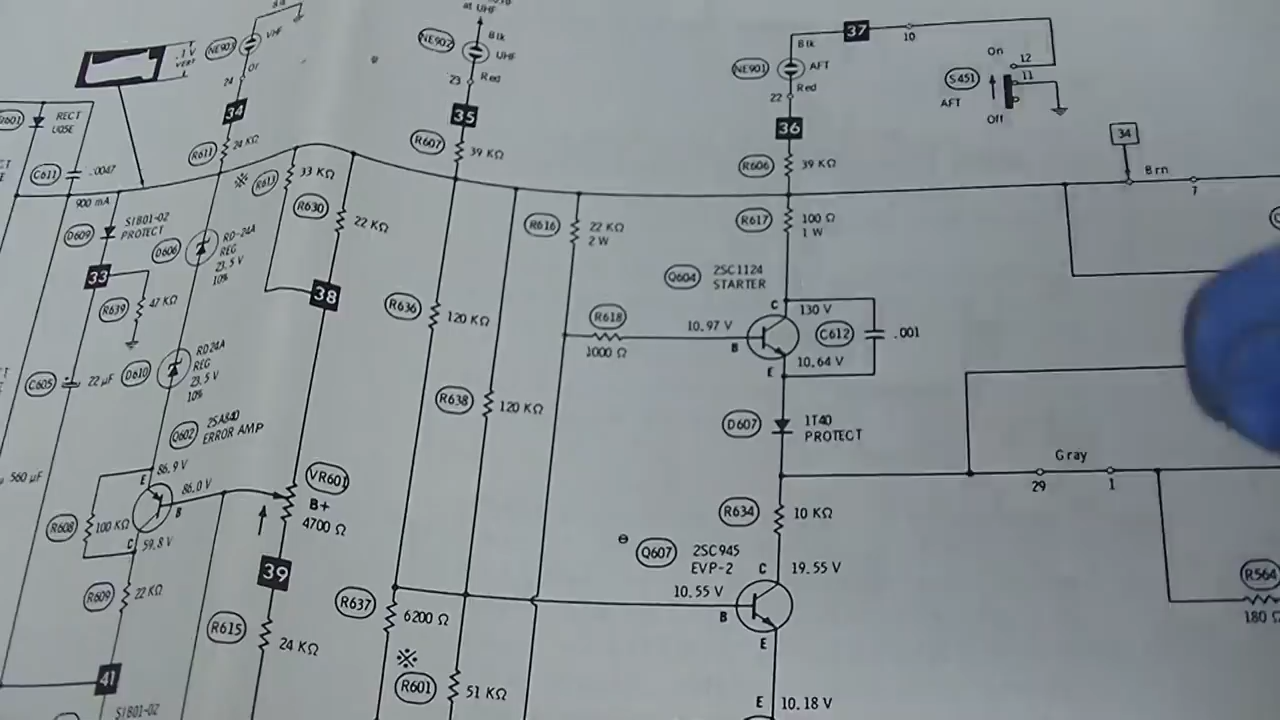 at UHF
Blk
NE903
VHF
Or
24
34
.1 V
VERT
NE902
UHF
23
Red
35
37
10
Blk
NE901
AFT
22
Red
36
On
12
S451
11
AFT
Off
34
Brn
7
RECT
C611
.0047
900 mA
R611
24 KΩ
※ R613
33 KΩ
R607
39 KΩ
R606
39 KΩ
R630
22 KΩ
R616
22 KΩ
2 W
R617
100 Ω
1 W
S1B01-02
PROTECT
D609
D606
RD-24A
REG
23.5 V
10%
33
R639
47 KΩ
38
Q604
2SC1124
STARTER
C
130 V
R636
120 KΩ
R618
1000 Ω
10.97 V
B
C612
.001
10.64 V
E
C605
22 µF
D610
RD24A
REG
23.5 V
10%
R638
120 KΩ
D607
1T40
PROTECT
Q602
2SA840
ERROR AMP
560 µF
E
86.9 V
86.0V
B
R608
100 KΩ
C
59.8 V
VR601
B+
4700 Ω
Gray
29
1
R634
10 KΩ
⊖ Q607
2SC945
EVP-2
C
19.55 V
10.55 V
B
E
39
R609
22 KΩ
R615
24 KΩ
R637
6200 Ω
※
R601
51 KΩ
R564
180 Ω
41
S1B01-02
E
10.18 V